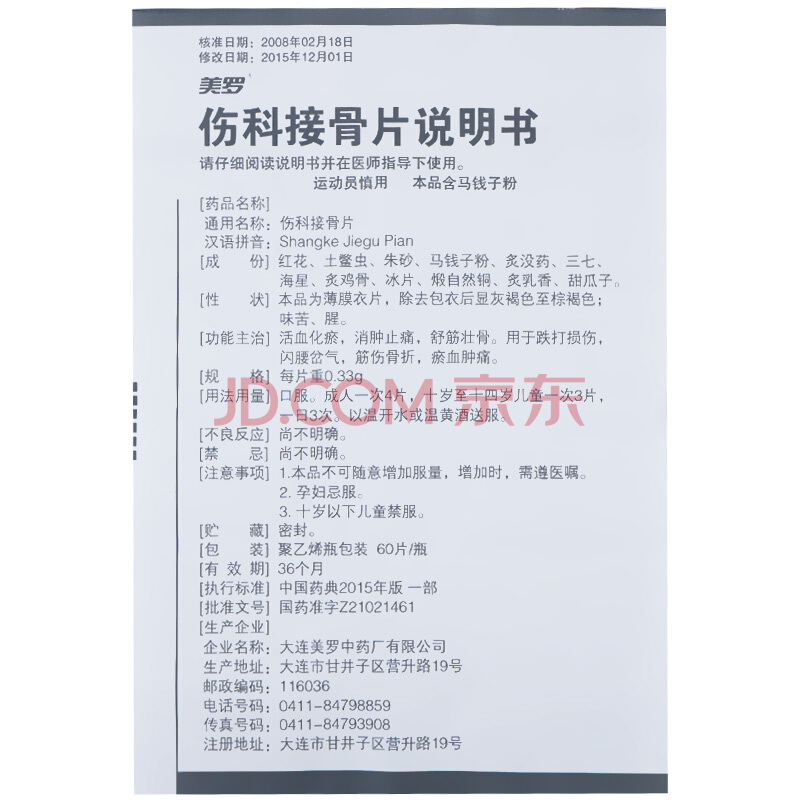 核准日期：2008年02月18日
修改日期：2015年12月01日
美罗
伤科接骨片说明书
请仔细阅读说明书并在医师指导下使用。
运动员慎用 本品含马钱子粉
[药品名称]
通用名称：伤科接骨片
汉语拼音：Shangke Jiegu Pian
[成 份] 红花、土鳖虫、朱砂、马钱子粉、炙没药、三七、
海星、炙鸡骨、冰片、煅自然铜、炙乳香、甜瓜子。
[性 状] 本品为薄膜衣片，除去包衣后显灰褐色至棕褐色；
味苦、腥。
[功能主治] 活血化瘀，消肿止痛，舒筋壮骨。用于跌打损伤，
闪腰岔气，筋伤骨折，瘀血肿痛。
[规 格] 每片重0.33g
JD.COM 京东
[用法用量] 口服。成人一次4片，十岁至十四岁儿童一次3片，
一日3次。以温开水或温黄酒送服。
[不良反应] 尚不明确。
[禁 忌] 尚不明确。
[注意事项] 1.本品不可随意增加服量，增加时，需遵医嘱。
2. 孕妇忌服。
3. 十岁以下儿童禁服。
[贮 藏] 密封。
[包 装] 聚乙烯瓶包装 60片/瓶
[有 效 期] 36个月
[执行标准] 中国药典2015年版 一部
[批准文号] 国药准字Z21021461
[生产企业]
企业名称：大连美罗中药厂有限公司
生产地址：大连市甘井子区营升路19号
邮政编码：116036
电话号码：0411-84798859
传真号码：0411-84793908
注册地址：大连市甘井子区营升路19号